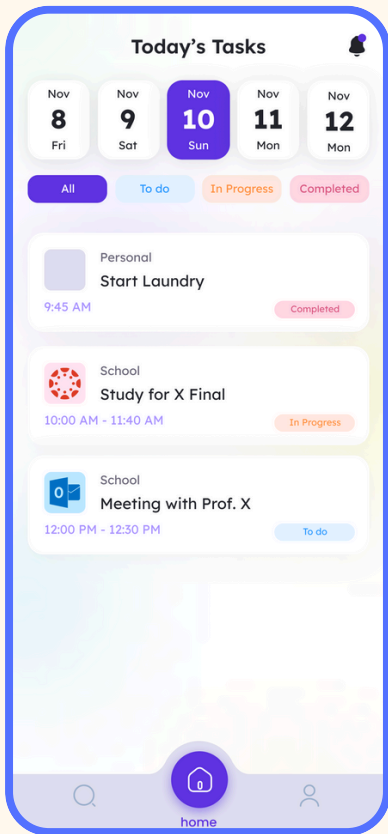 Today's Tasks
Nov Nov Nov Nov Nov
8 9 10 11 12
Fri Sat Sun Mon Mon
All To do In Progress Completed
Personal
Start Laundry
9:45 AM Completed
School
Study for X Final
10:00 AM - 11:40 AM In Progress
School
Meeting with Prof. X
12:00 PM - 12:30 PM To do
home